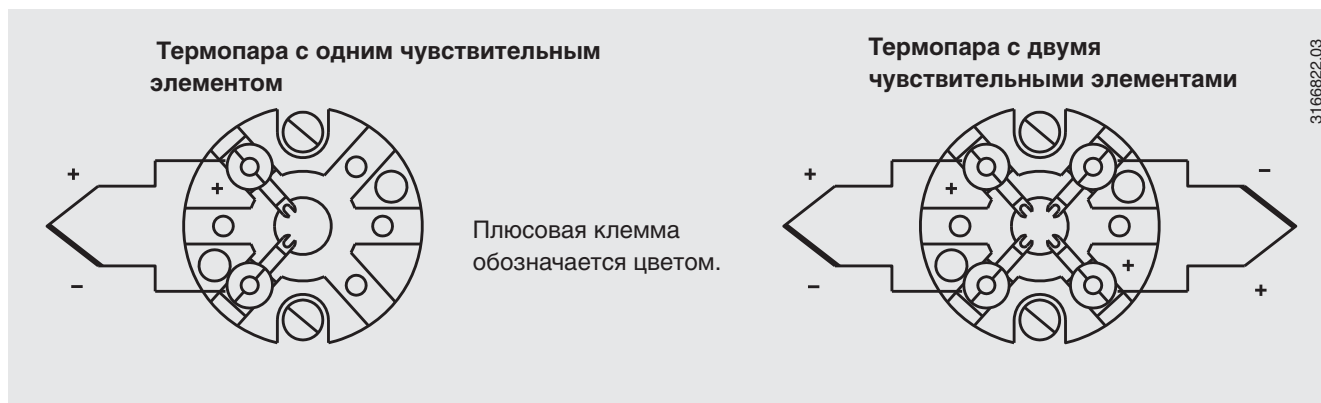 Термопара с одним чувствительным
элементом
Термопара с двумя
чувствительными элементами
3166822.03
+
+
−
Плюсовая клемма
обозначается цветом.
+
+
−
−
+
+